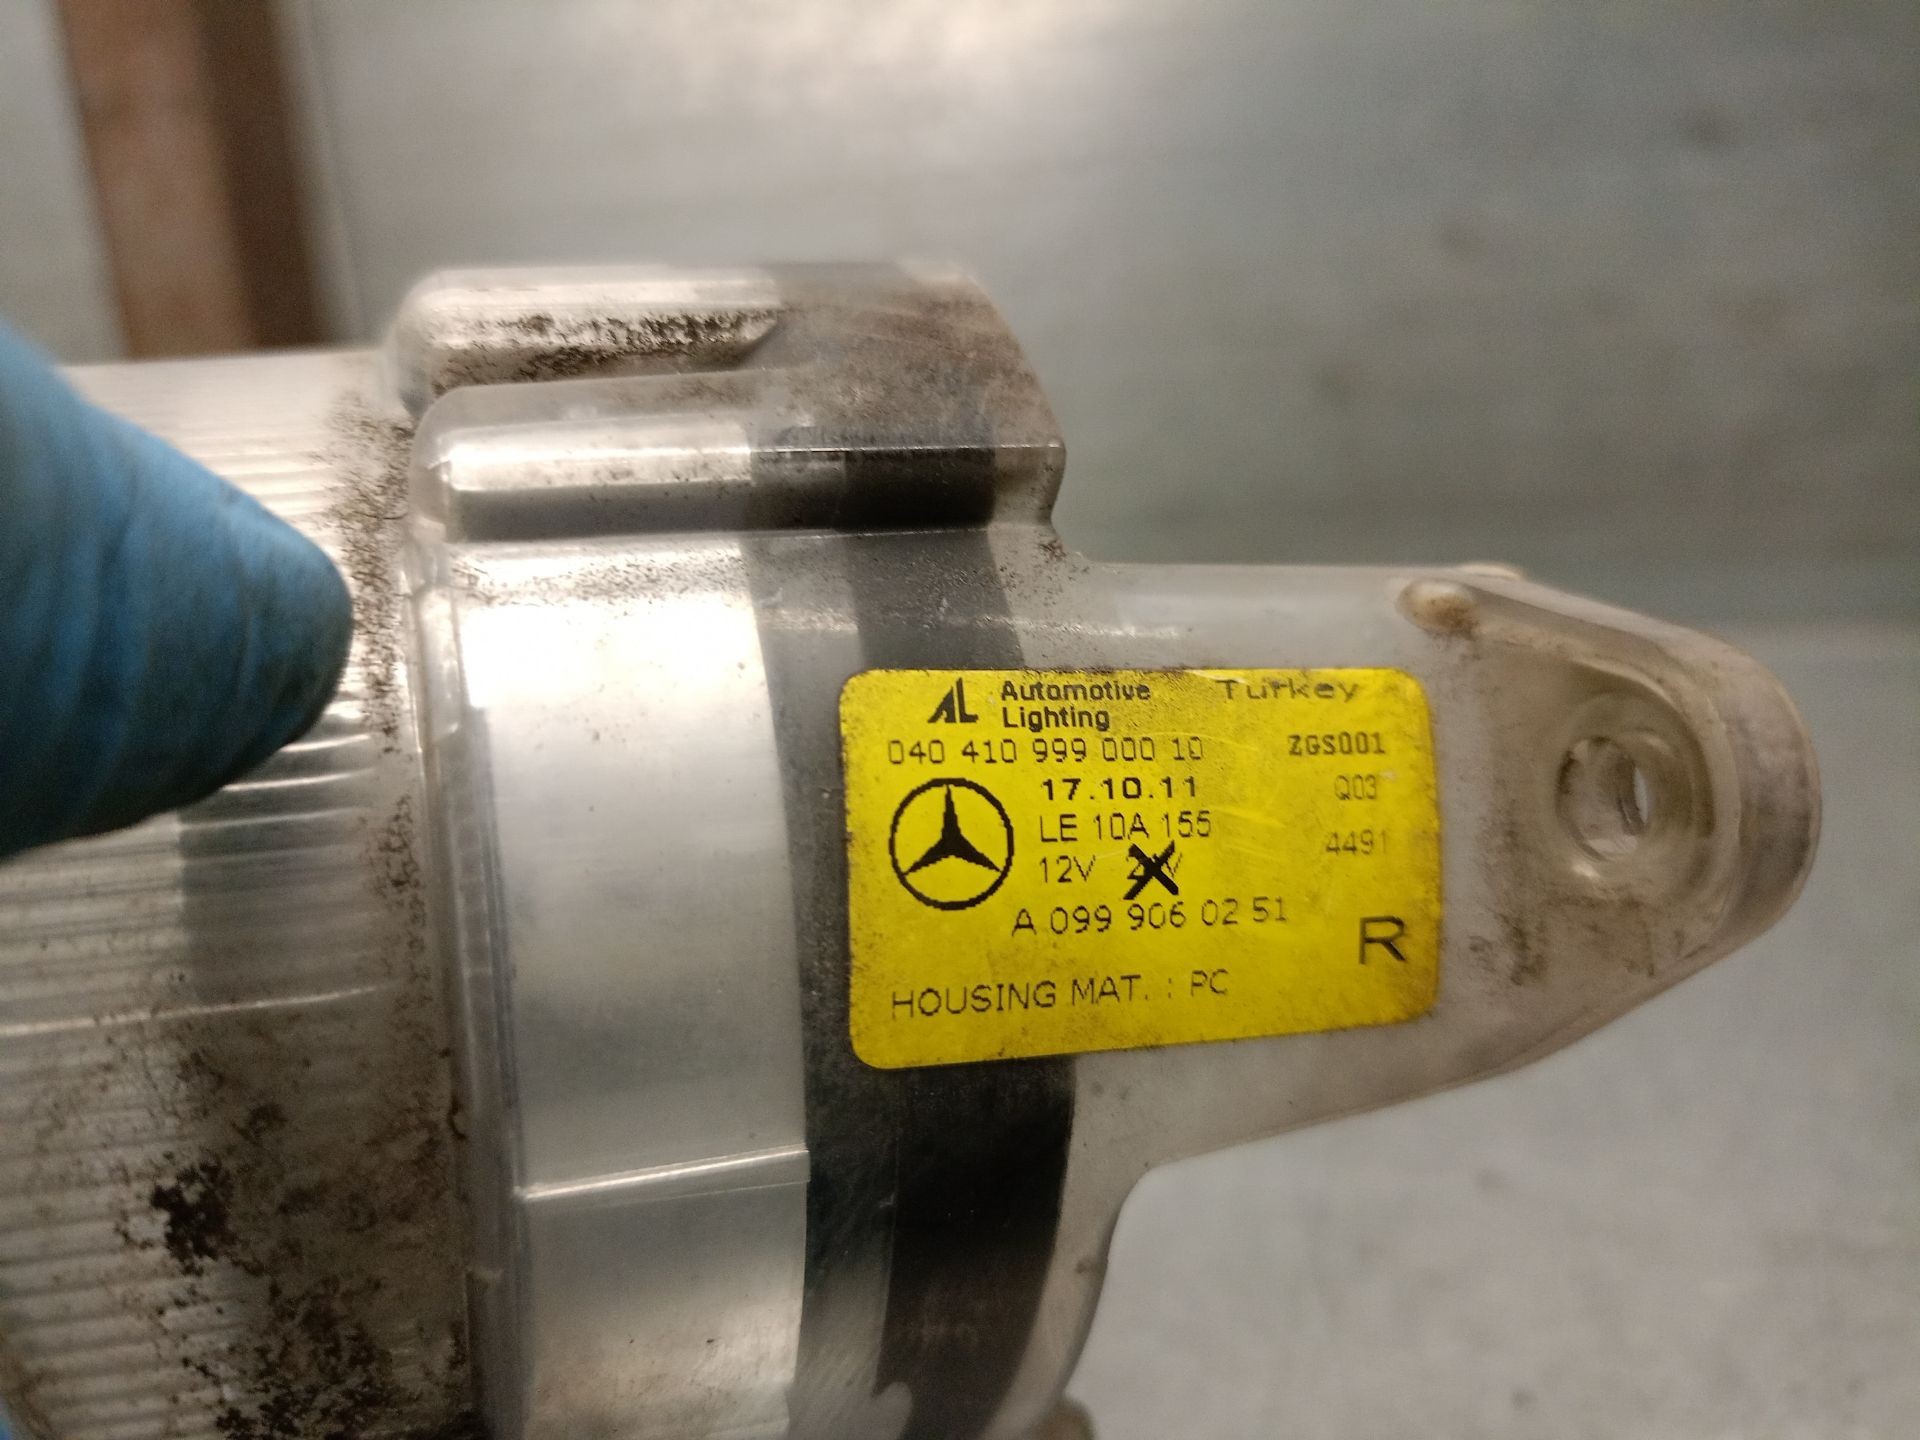 AL Automotive Lighting Turkey
040 410 999 000 10 ZGS001
17.10.11 Q03
LE 10A 155
4491
12V
A 099 906 02 51
R
HOUSING MAT. : PC